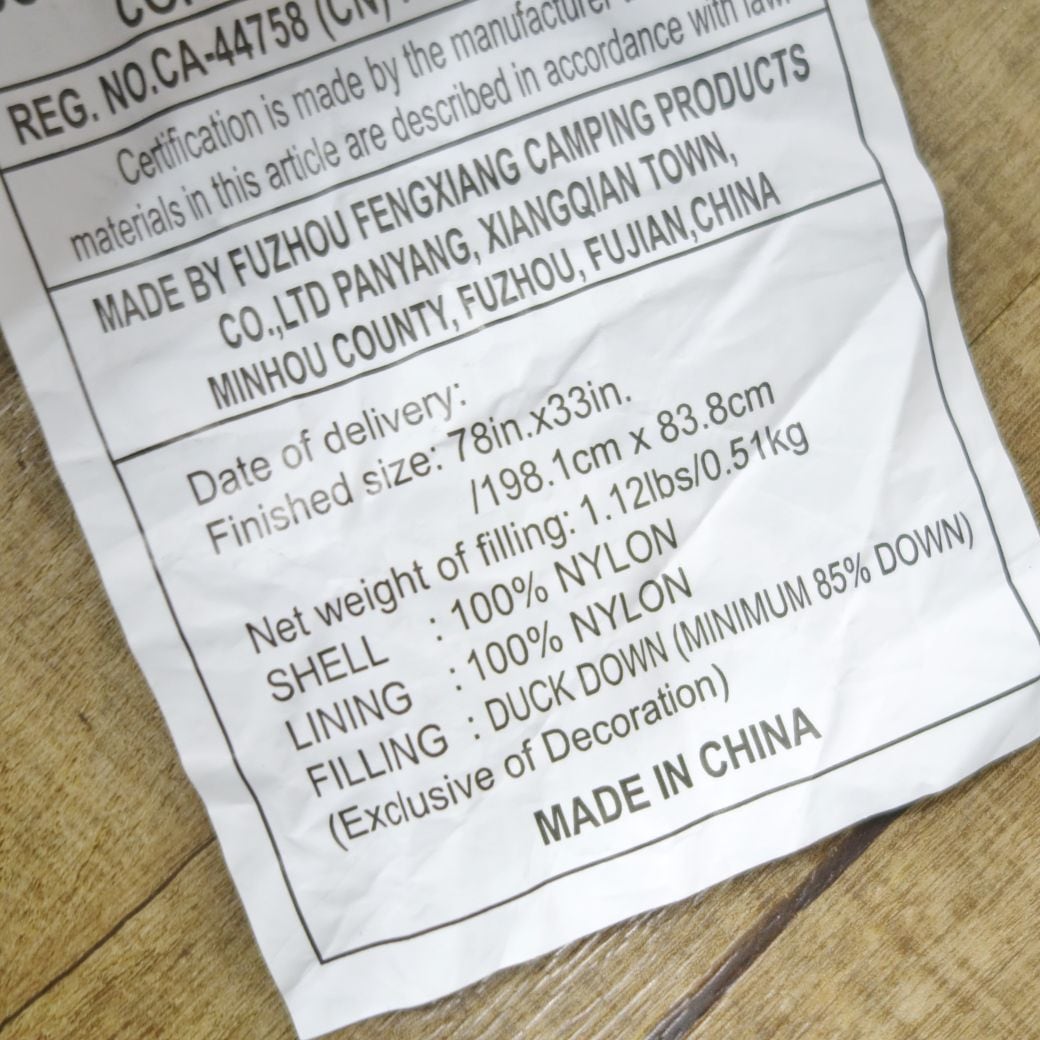 REG. NO.CA-44758 (CN)
Certification is made by the manufacturer
materials in this article are described in accordance with law.
MADE BY FUZHOU FENGXIANG CAMPING PRODUCTS
CO.,LTD PANYANG, XIANGQIAN TOWN,
MINHOU COUNTY, FUZHOU, FUJIAN,CHINA
Date of delivery:
Finished size: 78in.x33in.
/198.1cm x 83.8cm
Net weight of filling: 1.12lbs/0.51kg
SHELL : 100% NYLON
LINING : 100% NYLON
FILLING : DUCK DOWN (MINIMUM 85% DOWN)
(Exclusive of Decoration)
MADE IN CHINA